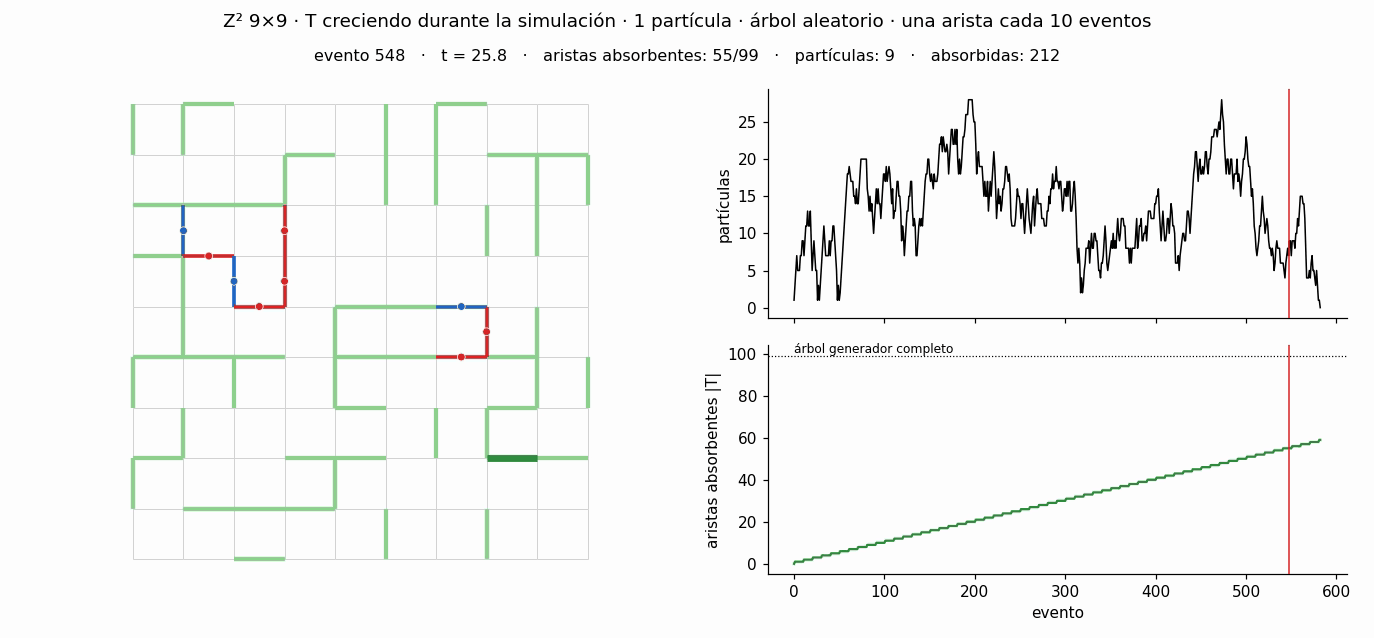 Z² 9×9 · T creciendo durante la simulación · 1 partícula · árbol aleatorio · una arista cada 10 eventos
evento 548 · t = 25.8 · aristas absorbentes: 55/99 · partículas: 9 · absorbidas: 212
partículas
25
20
15
10
5
0
aristas absorbentes |T|
árbol generador completo
100
80
60
40
20
0
0 100 200 300 400 500 600
evento